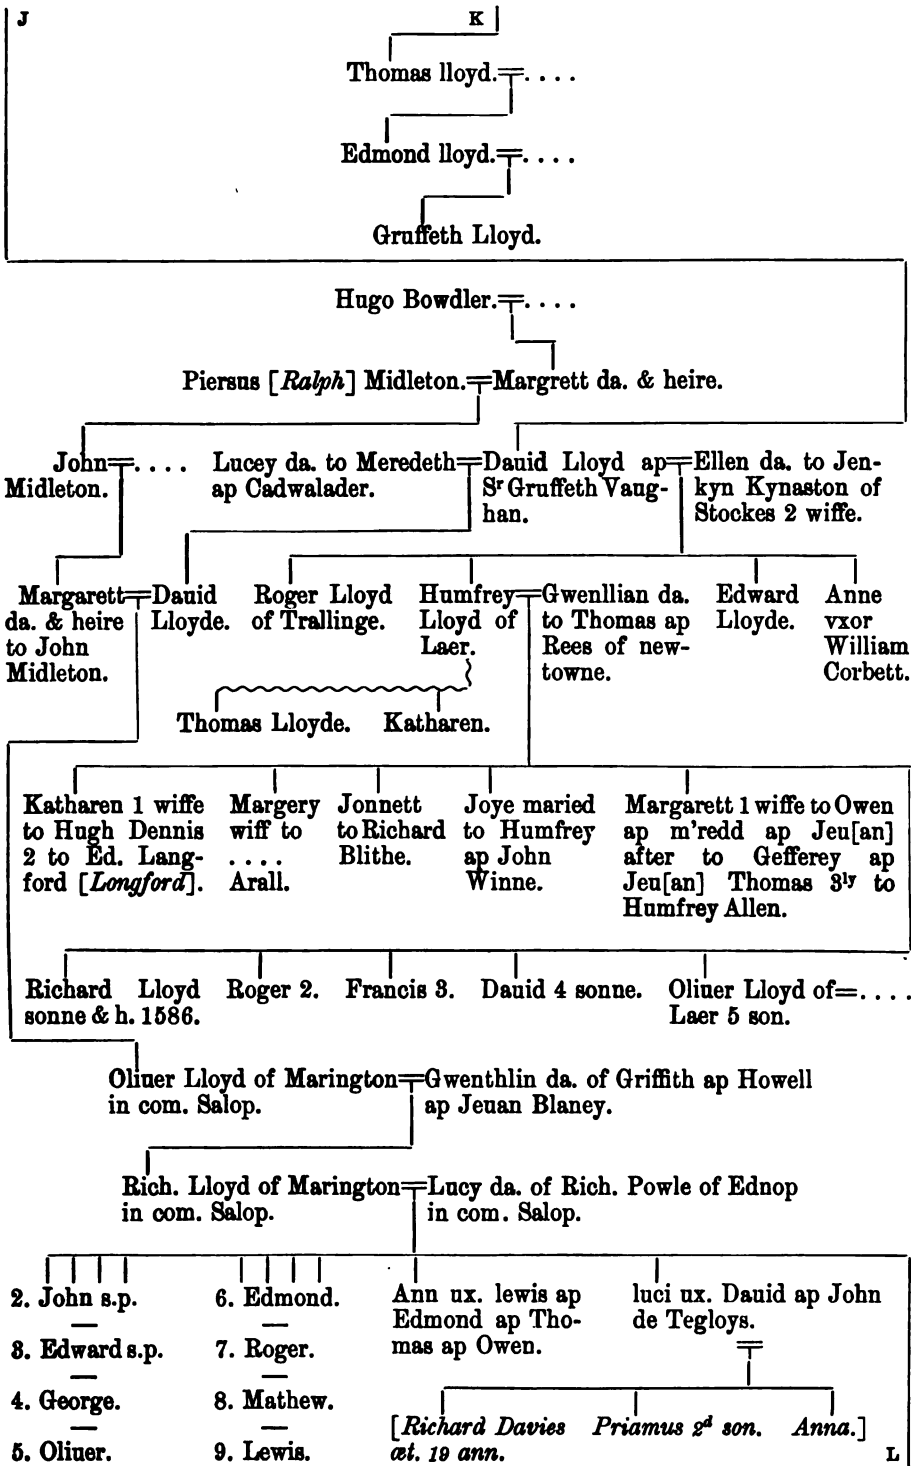 J K
Thomas lloyd.=. . . .
Edmond lloyd.=. . . .
Gruffeth Lloyd.
Hugo Bowdler.=. . . .
Piersus [Ralph] Midleton.=Margrett da. & heire.
John=. . . .
Midleton.
Lucey da. to Meredeth=
ap Cadwalader.
Dauid Lloyd ap=
Sr Gruffeth Vaug-
han.
Ellen da. to Jen-
kyn Kynaston of
Stockes 2 wiffe.
Margarett=
da. & heire
to John
Midleton.
Dauid
Lloyde.
Roger Lloyd
of Trallinge.
Humfrey=
Lloyd of
Laer.
Gwenllian da.
to Thomas ap
Rees of new-
towne.
Edward
Lloyde.
Anne
vxor
William
Corbett.
Thomas Lloyde. Katharen.
Katharen 1 wiffe
to Hugh Dennis
2 to Ed. Lang-
ford [Longford].
Margery
wiff to
. . . .
Arall.
Jonnett
to Richard
Blithe.
Joye maried
to Humfrey
ap John
Winne.
Margarett 1 wiffe to Owen
ap m'redd ap Jeu[an]
after to Gefferey ap
Jeu[an] Thomas 3ly to
Humfrey Allen.
Richard Lloyd
sonne & h. 1586.
Roger 2. Francis 3. Dauid 4 sonne.
Oliuer Lloyd of=. . . .
Laer 5 son.
Oliuer Lloyd of Marington=
in com. Salop.
Gwenthlin da. of Griffith ap Howell
ap Jeuan Blaney.
Rich. Lloyd of Marington=
in com. Salop.
Lucy da. of Rich. Powle of Ednop
in com. Salop.
2. John s.p.
3. Edward s.p.
4. George.
5. Oliuer.
6. Edmond.
7. Roger.
8. Mathew.
9. Lewis.
Ann ux. lewis ap
Edmond ap Tho-
mas ap Owen.
luci ux. Dauid ap John
de Tegloys.
=
[Richard Davies
æt. 19 ann.
Priamus 2d son. Anna.]
L